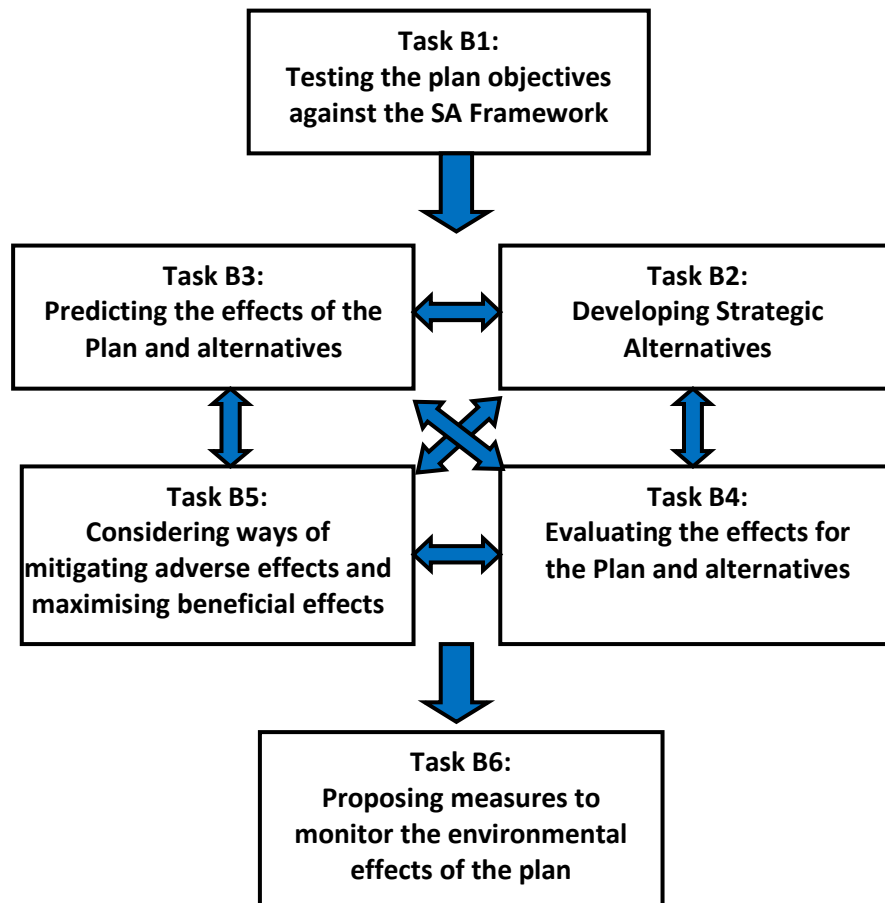 Task B1:
Testing the plan objectives
against the SA Framework
Task B3:
Predicting the effects of the
Plan and alternatives
Task B2:
Developing Strategic
Alternatives
Task B5:
Considering ways of
mitigating adverse effects and
maximising beneficial effects
Task B4:
Evaluating the effects for
the Plan and alternatives
Task B6:
Proposing measures to
monitor the environmental
effects of the plan